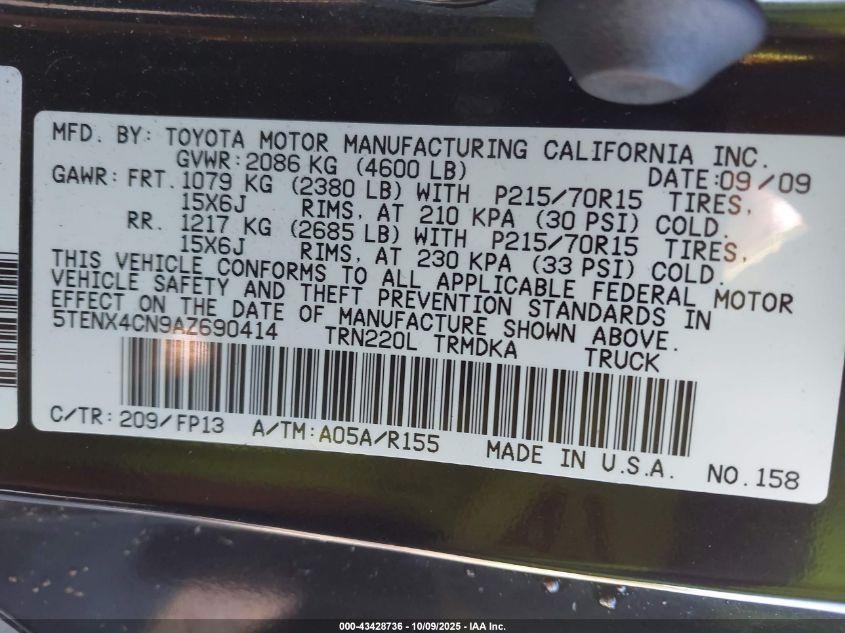 MFD. BY: TOYOTA MOTOR MANUFACTURING CALIFORNIA INC.
GVWR: 2086 KG (4600 LB) DATE: 09/09
GAWR: FRT. 1079 KG (2380 LB) WITH P215/70R15 TIRES,
15X6J RIMS, AT 210 KPA (30 PSI) COLD.
RR. 1217 KG (2685 LB) WITH P215/70R15 TIRES,
15X6J RIMS, AT 230 KPA (33 PSI) COLD.
THIS VEHICLE CONFORMS TO ALL APPLICABLE FEDERAL MOTOR
VEHICLE SAFETY AND THEFT PREVENTION STANDARDS IN
EFFECT ON THE DATE OF MANUFACTURE SHOWN ABOVE.
5TENX4CN9AZ690414 TRN220L TRMDKA TRUCK
C/TR: 209/FP13 A/TM: A05A/R155 MADE IN U.S.A. NO. 158
000-43428736 - 10/09/2025 - IAA Inc.